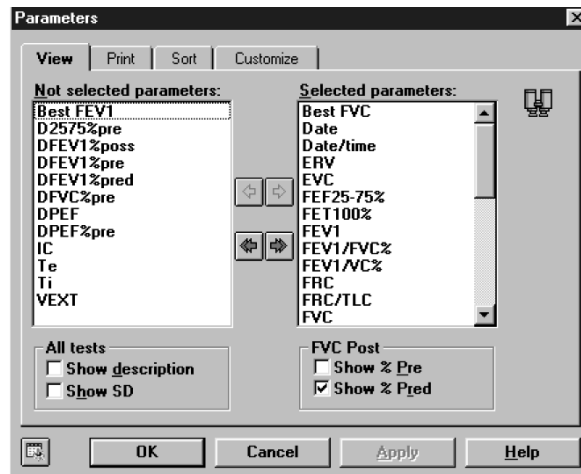 Parameters
View Print Sort Customize
Not selected parameters:
Best FEV1
D2575%pre
DFEV1%poss
DFEV1%pre
DFEV1%pred
DFVC%pre
DPEF
DPEF%pre
IC
Te
Ti
VEXT
Selected parameters:
Best FVC
Date
Date/time
ERV
EVC
FEF25-75%
FET100%
FEV1
FEV1/FVC%
FEV1/VC%
FRC
FRC/TLC
FVC
All tests
Show description
Show SD
FVC Post
Show % Pre
Show % Pred
OK Cancel Apply Help